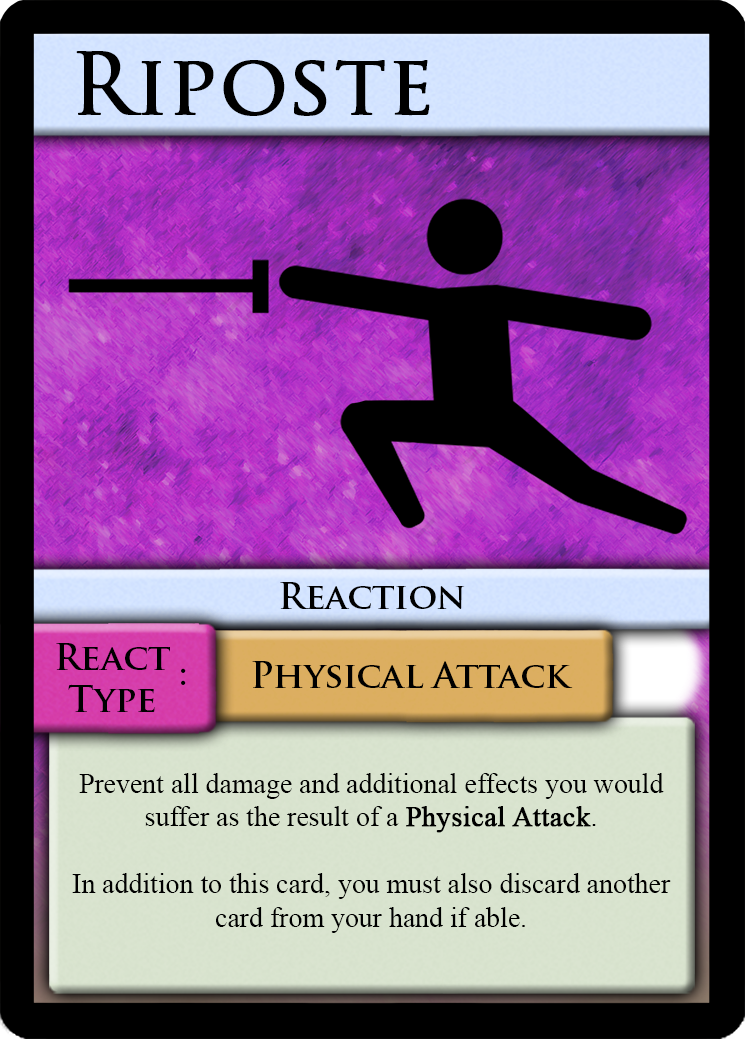 Riposte
Reaction
React
Type :
Physical Attack
Prevent all damage and additional effects you would
suffer as the result of a Physical Attack.
In addition to this card, you must also discard another
card from your hand if able.